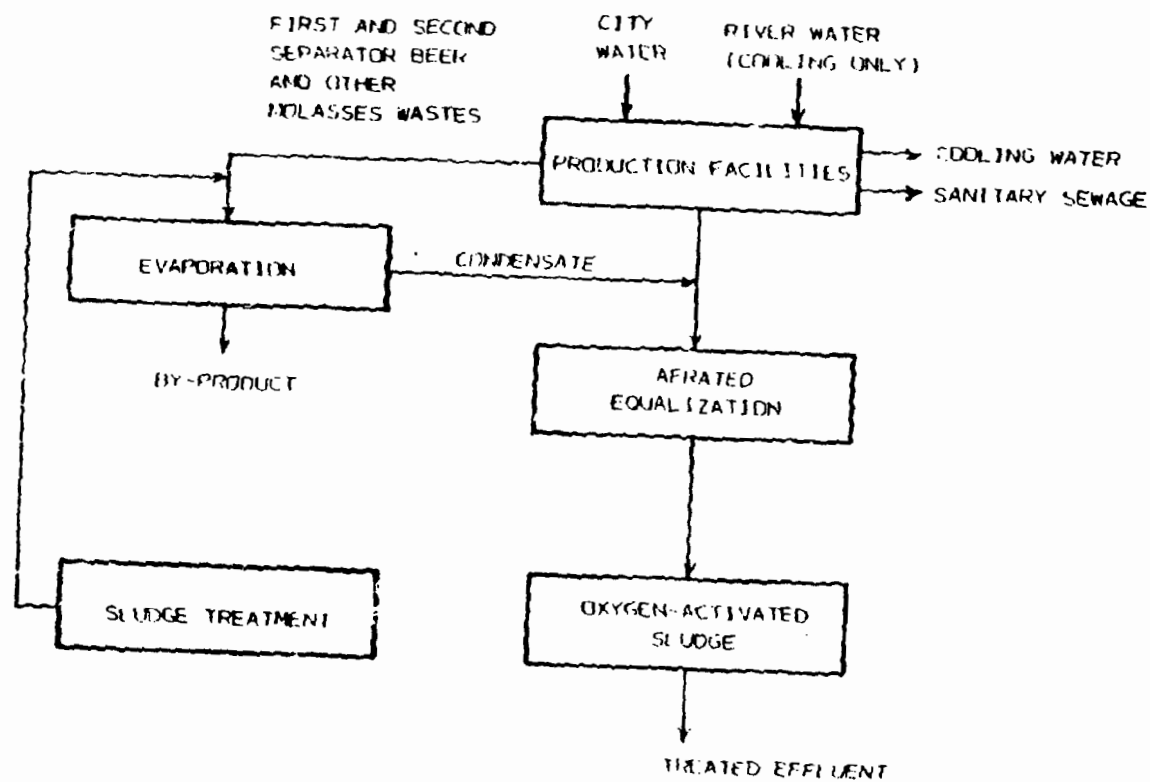 FIRST AND SECOND
SEPARATOR BEER
AND OTHER
MOLASSES WASTES
CITY
WATER
RIVER WATER
(COOLING ONLY)
PRODUCTION FACILITIES
COOLING WATER
SANITARY SEWAGE
EVAPORATION
CONDENSATE
BY-PRODUCT
AERATED
EQUALIZATION
SLUDGE TREATMENT
OXYGEN-ACTIVATED
SLUDGE
TREATED EFFLUENT